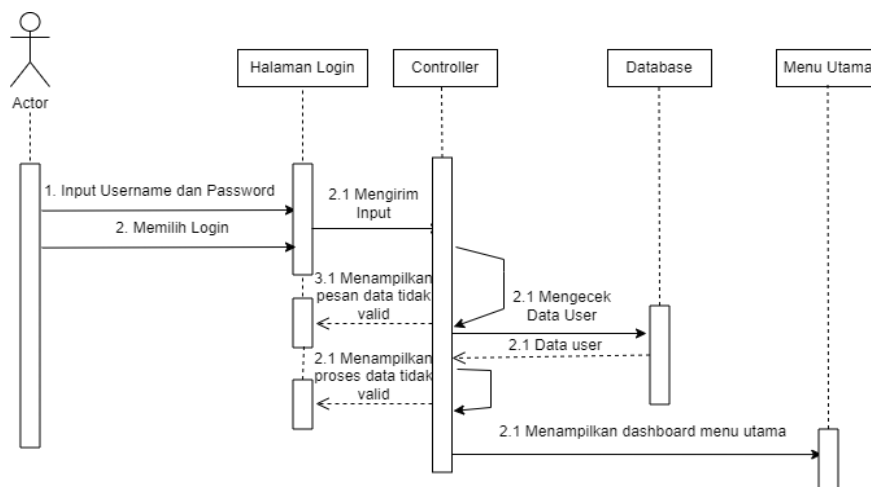 Halaman Login
Controller
Database
Menu Utama
Actor
1. Input Username dan Password
2.1 Mengirim
Input
2. Memilih Login
3.1 Menampilkan
pesan data tidak
valid
2.1 Mengecek
Data User
2.1 Data user
2.1 Menampilkan
proses data tidak
valid
2.1 Menampilkan dashboard menu utama